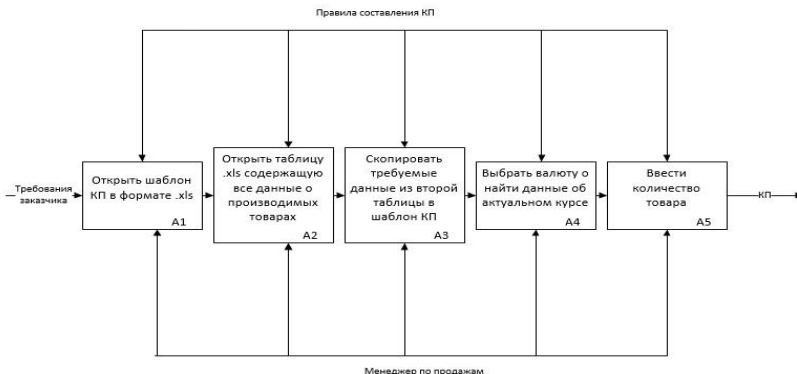 Правила составления КП
Требования
заказчика
Открыть шаблон
КП в формате .xls
A1
Открыть таблицу
.xls содержащую
все данные о
производимых
товарах
A2
Скопировать
требуемые
данные из второй
таблицы в
шаблон КП
A3
Выбрать валюту о
найти данные об
актуальном курсе
A4
Ввести
количество
товара
A5
КП
Менеджер по продажам